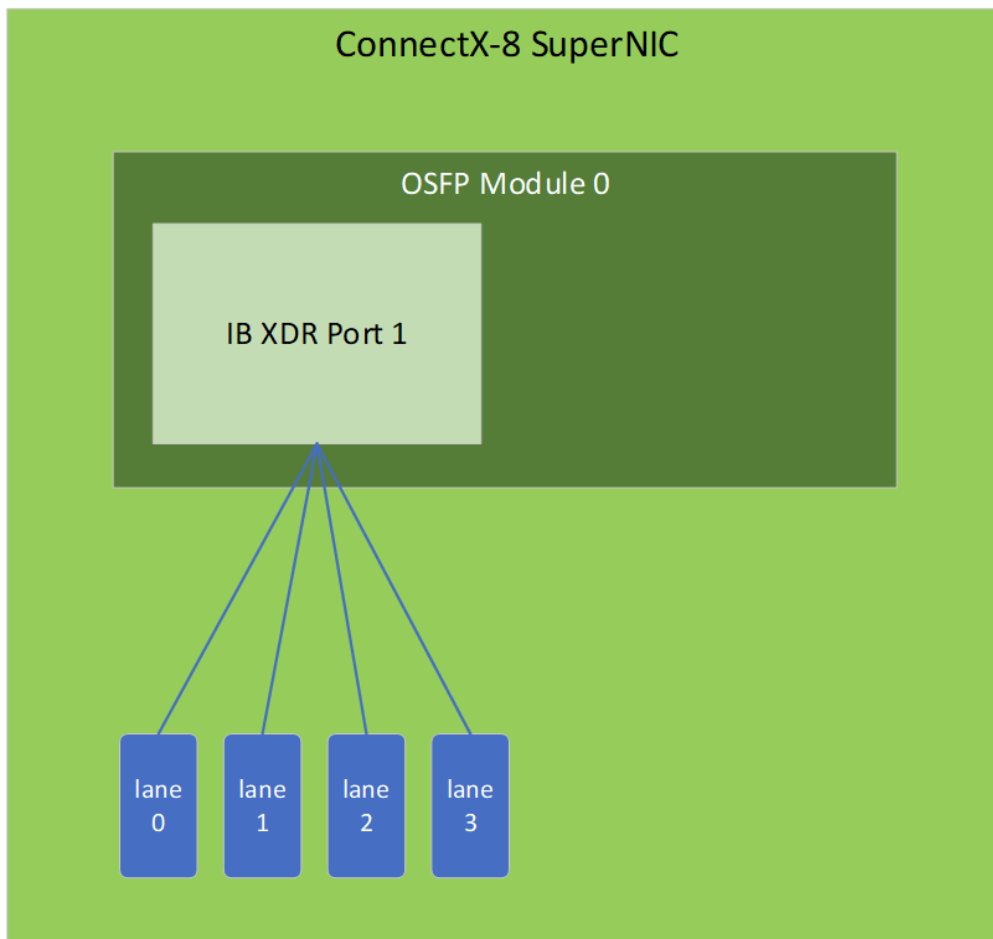 ConnectX-8 SuperNIC
OSFP Module 0
IB XDR Port 1
lane
0
lane
1
lane
2
lane
3